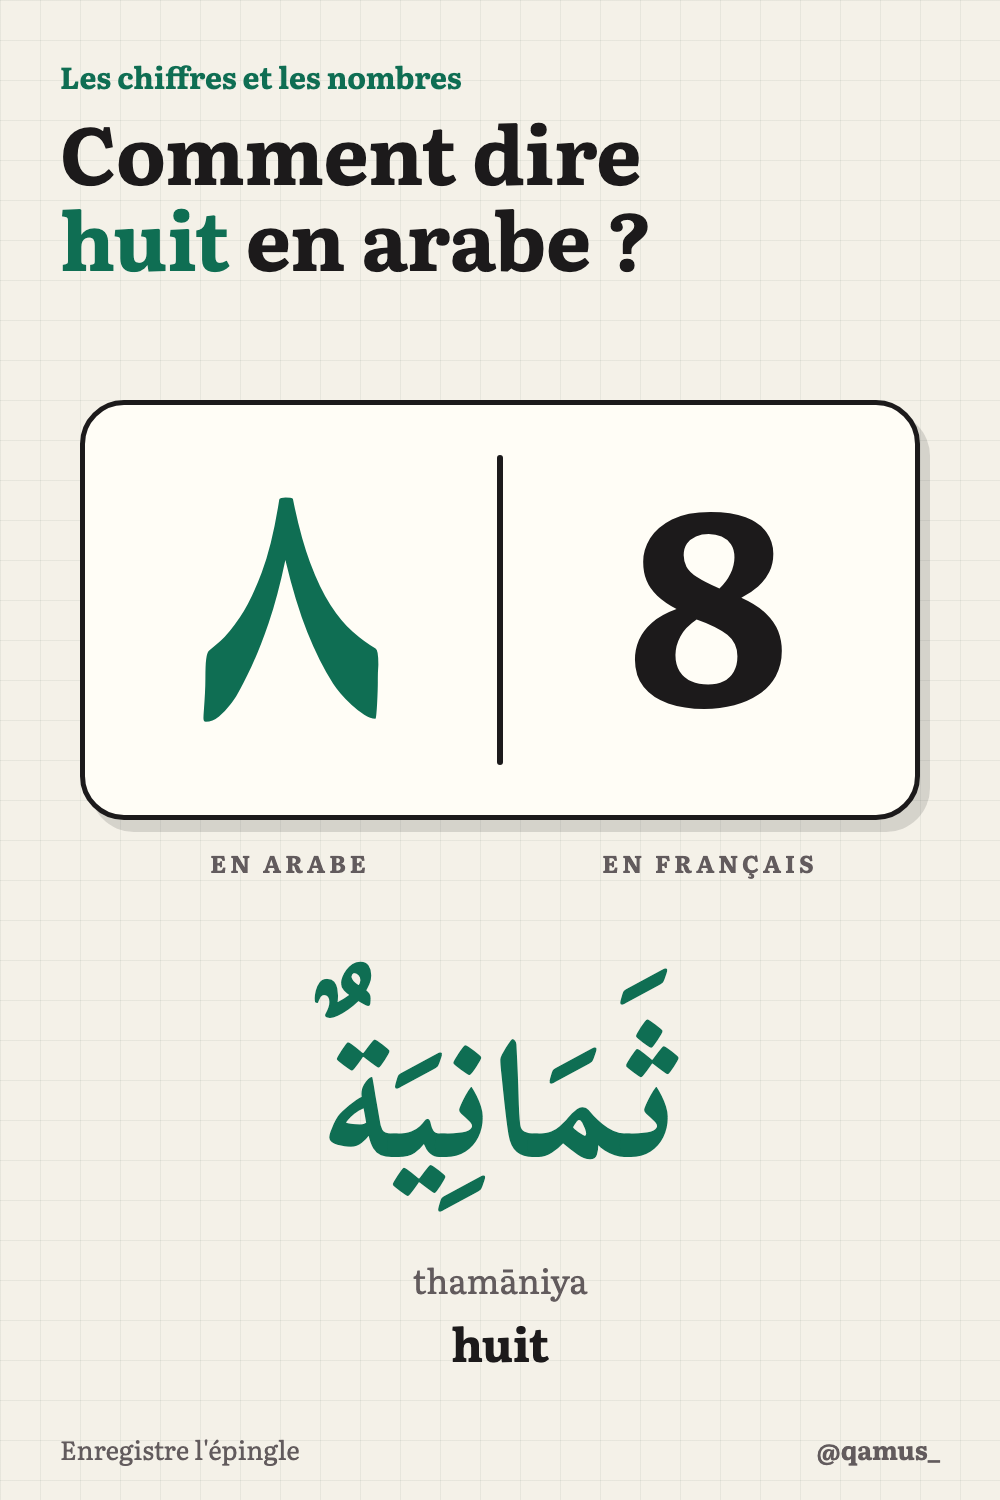 Les chiffres et les nombres
Comment dire
huit en arabe ?
٨ 8
EN ARABE EN FRANÇAIS
ثَمَانِيَةٌ
thamāniya
huit
Enregistre l'épingle @qamus_